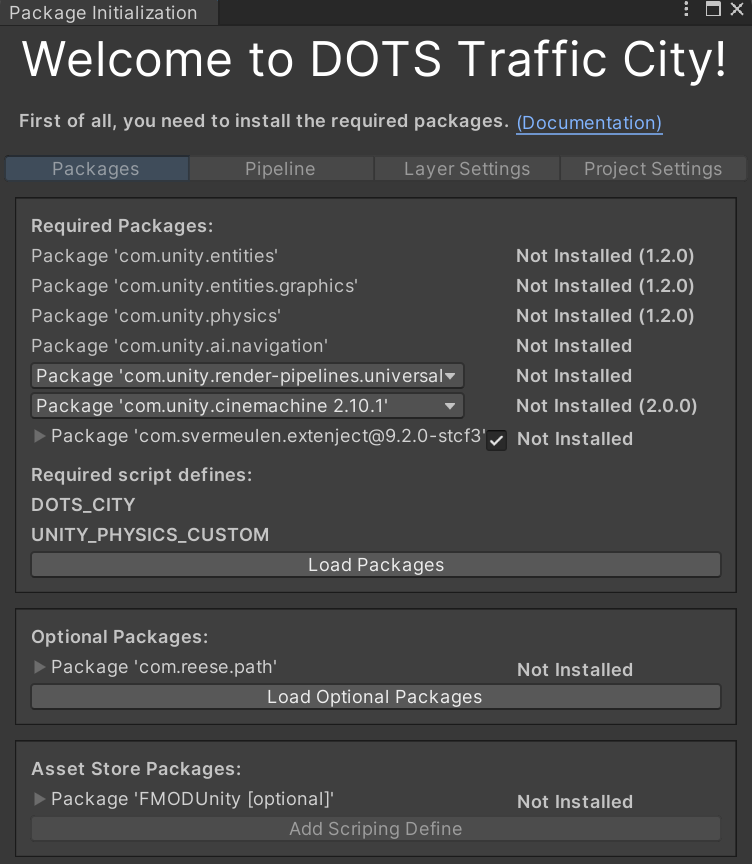 Package Initialization
Welcome to DOTS Traffic City!
First of all, you need to install the required packages. (Documentation)
Packages Pipeline Layer Settings Project Settings
Required Packages:
Package 'com.unity.entities' Not Installed (1.2.0)
Package 'com.unity.entities.graphics' Not Installed (1.2.0)
Package 'com.unity.physics' Not Installed (1.2.0)
Package 'com.unity.ai.navigation' Not Installed
Package 'com.unity.render-pipelines.universal Not Installed
Package 'com.unity.cinemachine 2.10.1' Not Installed (2.0.0)
Package 'com.svermeulen.extenject@9.2.0-stcf3' Not Installed
Required script defines:
DOTS_CITY
UNITY_PHYSICS_CUSTOM
Load Packages
Optional Packages:
Package 'com.reese.path' Not Installed
Load Optional Packages
Asset Store Packages:
Package 'FMODUnity [optional]' Not Installed
Add Scriping Define